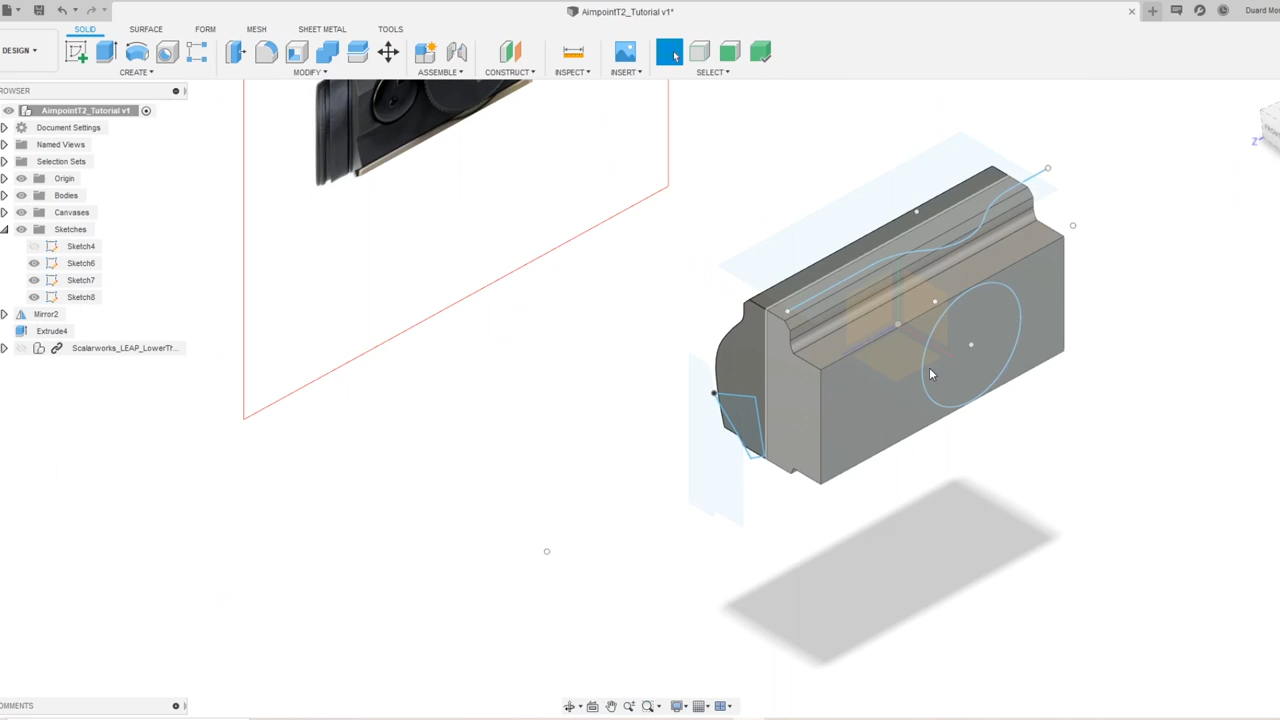 AimpointT2_Tutorial v1*
Duard Mo
SOLID SURFACE FORM MESH SHEET METAL TOOLS
DESIGN
CREATE MODIFY ASSEMBLE CONSTRUCT INSPECT INSERT SELECT
ROWSER
AimpointT2_Tutorial v1
Document Settings
Named Views
Selection Sets
Origin
Bodies
Canvases
Sketches
Sketch4
Sketch6
Sketch7
Sketch8
Mirror2
Extrude4
Scalarworks_LEAP_LowerTr...
Z
OMMENTS